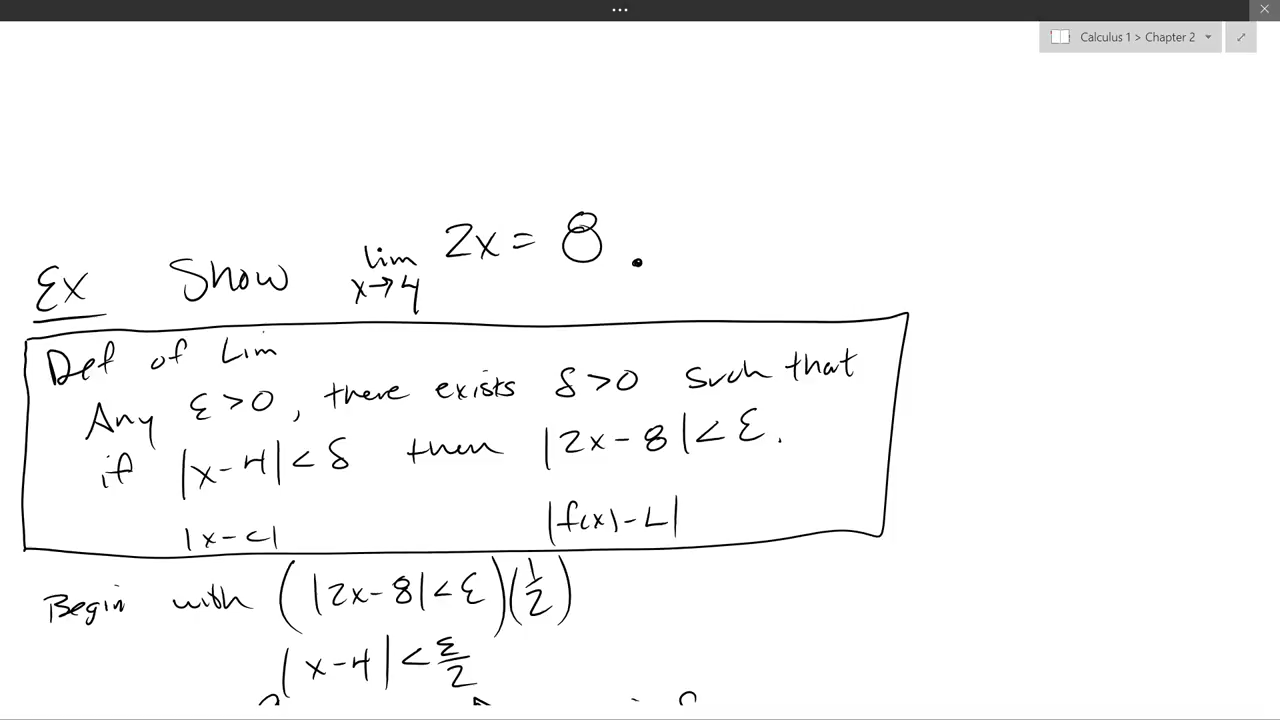 Calculus 1 > Chapter 2
Ex Show lim x→4 2x = 8.
Def of Lim
Any ε > 0, there exists δ > 0 such that
if |x-4| < δ then |2x-8| < ε.
|x-c| |f(x)-L|
Begin with (|2x-8| < ε)(1/2)
|x-4| < ε/2